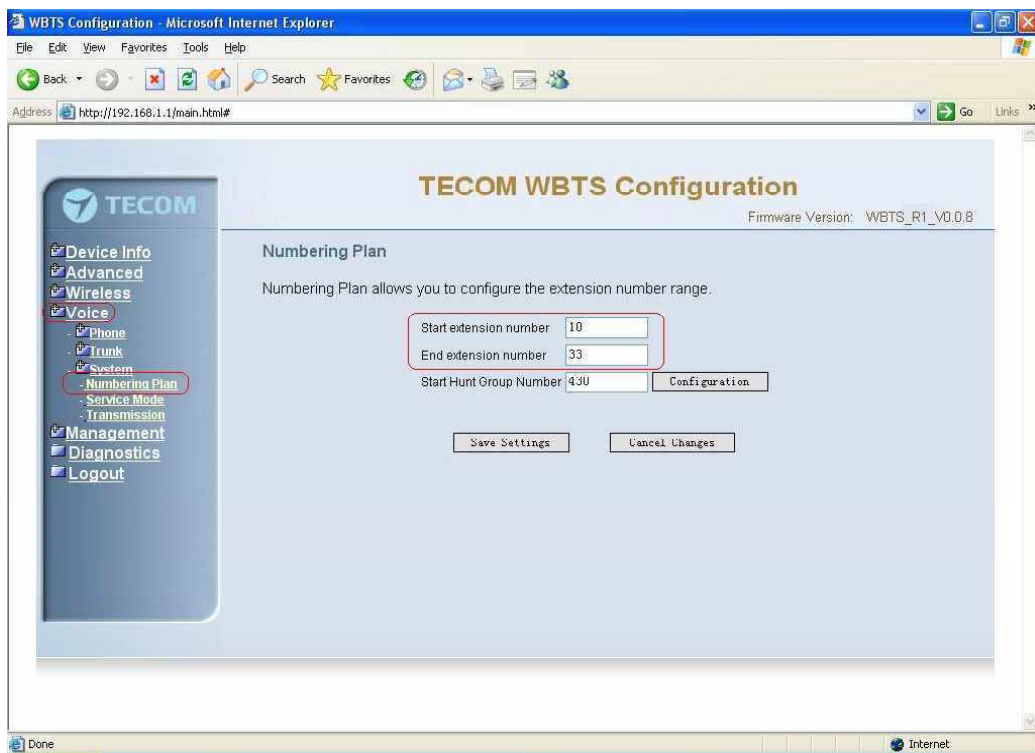 WBTS Configuration - Microsoft Internet Explorer
File Edit View Favorites Tools Help
Back Search Favorites
Address http://192.168.1.1/main.html# Go Links »
TECOM
TECOM WBTS Configuration
Firmware Version: WBTS_R1_V0.0.8
Device Info
Advanced
Wireless
Voice
- Phone
- Trunk
- System
- Numbering Plan
- Service Mode
- Transmission
Management
Diagnostics
Logout
Numbering Plan
Numbering Plan allows you to configure the extension number range.
Start extension number 10
End extension number 33
Start Hunt Group Number 430 Configuration
Save Settings Cancel Changes
Done Internet